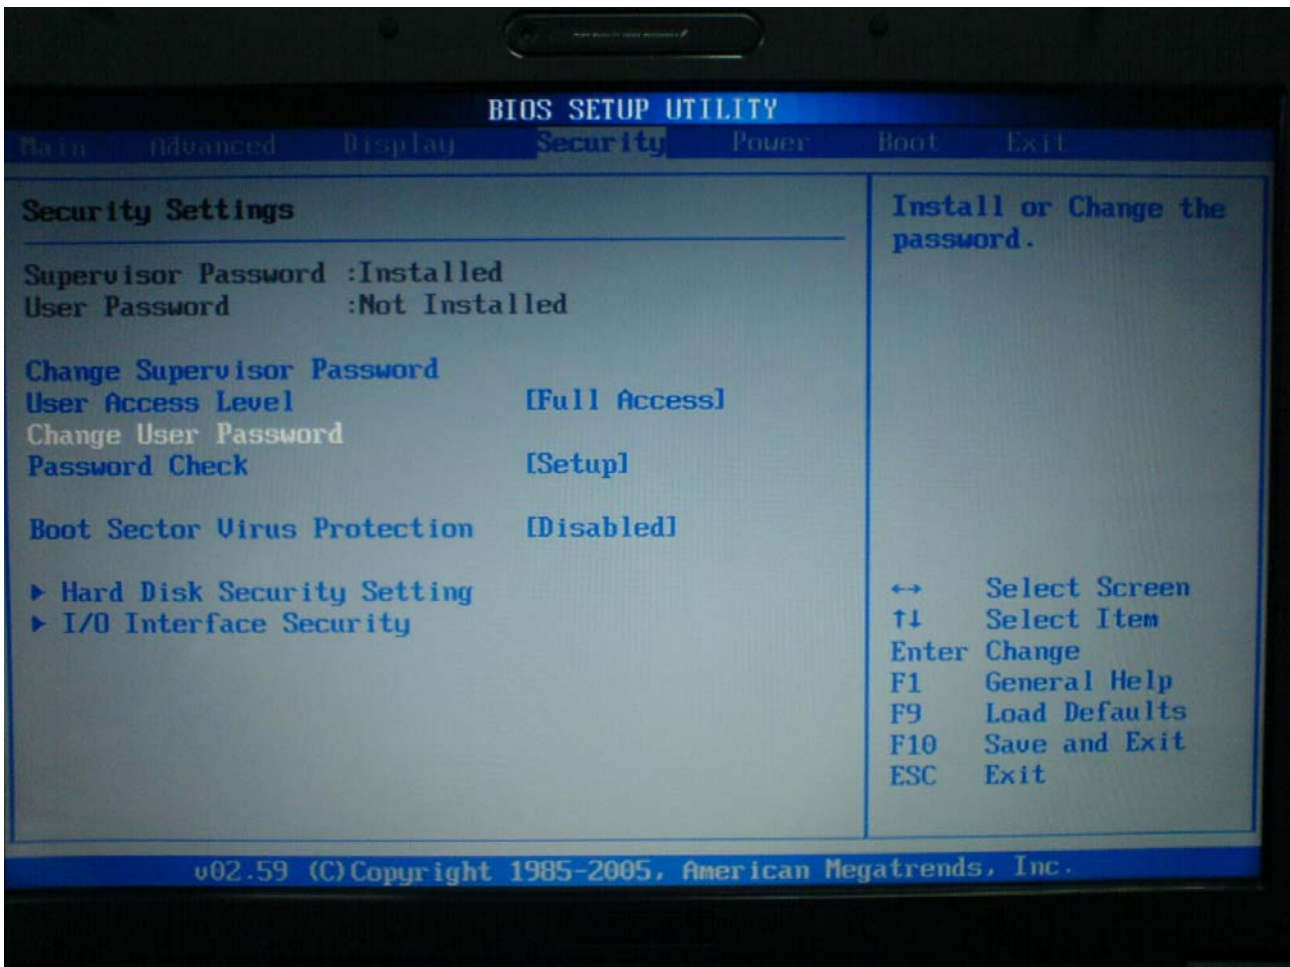 BIOS SETUP UTILITY
Main Advanced Display Security Power Boot Exit
Security Settings
Supervisor Password :Installed
User Password :Not Installed
Change Supervisor Password
User Access Level [Full Access]
Change User Password
Password Check [Setup]
Boot Sector Virus Protection [Disabled]
▶ Hard Disk Security Setting
▶ I/O Interface Security
Install or Change the
password.
↔ Select Screen
↑↓ Select Item
Enter Change
F1 General Help
F9 Load Defaults
F10 Save and Exit
ESC Exit
v02.59 (C)Copyright 1985-2005, American Megatrends, Inc.